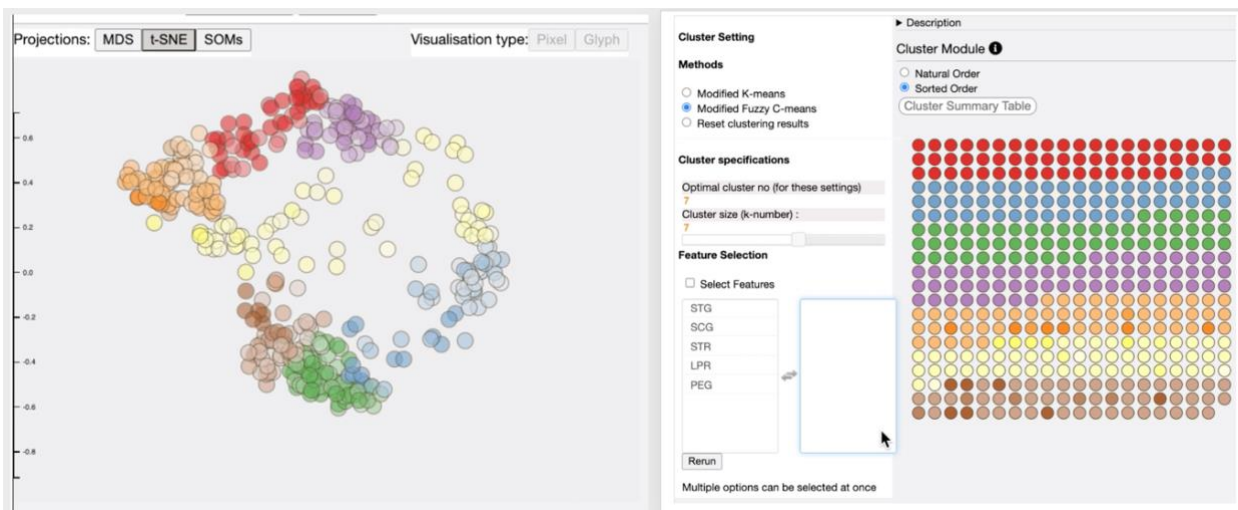 Projections: MDS t-SNE SOMs Visualisation type: Pixel Glyph
0.6
0.4
0.2
0.0
-0.2
-0.4
-0.6
-0.8
Cluster Setting
Methods
Modified K-means
Modified Fuzzy C-means
Reset clustering results
Cluster specifications
Optimal cluster no (for these settings)
7
Cluster size (k-number) :
7
Feature Selection
Select Features
STG
SCG
STR
LPR
PEG
Rerun
Multiple options can be selected at once
Description
Cluster Module
Natural Order
Sorted Order
Cluster Summary Table